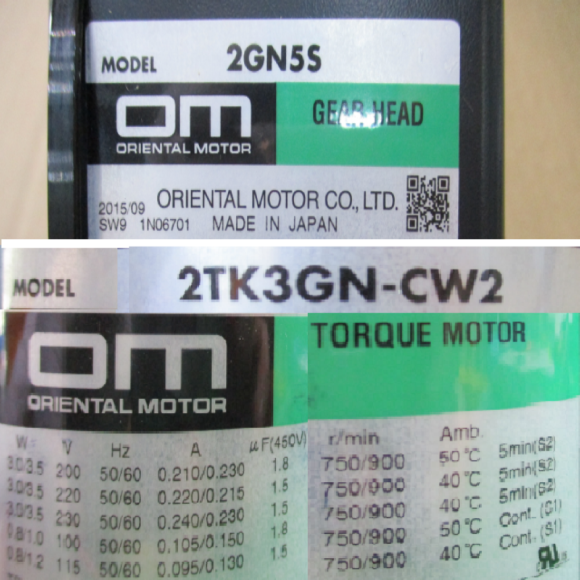 MODEL 2GN5S
OM
ORIENTAL MOTOR
GEAR HEAD
2015/09 ORIENTAL MOTOR CO., LTD.
SW9 1N06701 MADE IN JAPAN
MODEL 2TK3GN-CW2
OM
ORIENTAL MOTOR
TORQUE MOTOR
W V Hz A μF(450V) r/min Amb.
3.0/3.5 200 50/60 0.210/0.230 1.8 750/900 50°C 5min(S2)
3.0/3.5 220 50/60 0.220/0.215 1.5 750/900 40°C 5min(S2)
3.0/3.5 230 50/60 0.240/0.230 1.5 750/900 40°C 5min(S2)
0.8/1.0 100 50/60 0.105/0.150 1.8 750/900 50°C Cont. (S1)
0.8/1.2 115 50/60 0.095/0.130 1.5 750/900 40°C Cont. (S1)